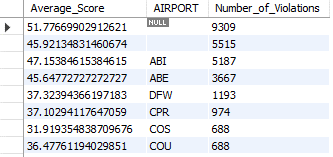 Average_Score AIRPORT Number_of_Violations
51.77669902912621 NULL 9309
45.92134831460674 5515
47.15384615384615 ABI 5187
45.64772727272727 ABE 3667
37.32394366197183 DFW 1193
37.10294117647059 CPR 974
31.919354838709676 COS 688
36.47761194029851 COU 688